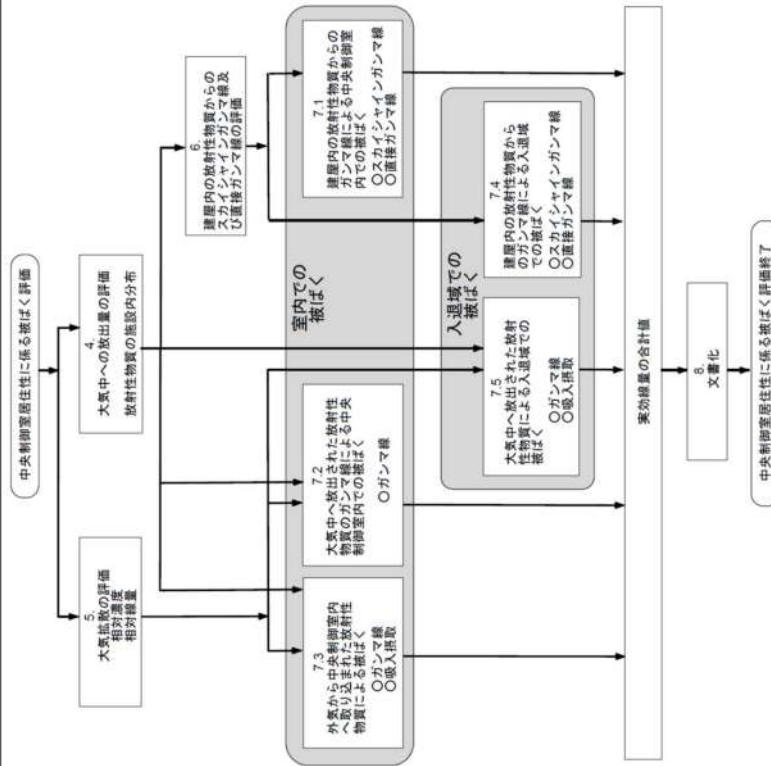 中央制御室居住性に係る被ばく評価
5.
大気拡散の評価
相対濃度
相対線量
4.
大気中への放出量の評価
放射性物質の施設内分布
6.
建屋内の放射性物質からの
スカイシャインガンマ線及
び直接ガンマ線の評価
室内での
被ばく
7.3
外気から中央制御室内
へ取り込まれた放射性
物質による被ばく
○ガンマ線
○吸入摂取
7.2
大気中へ放出された放射性
物質のガンマ線による中央
制御室内での被ばく
○ガンマ線
7.1
建屋内の放射性物質からの
ガンマ線による中央制御室
内での被ばく
○スカイシャインガンマ線
○直接ガンマ線
入退域での
被ばく
7.5
大気中へ放出された放射
性物質による入退域での
被ばく
○ガンマ線
○吸入摂取
7.4
建屋内の放射性物質から
のガンマ線による入退域
での被ばく
○スカイシャインガンマ線
○直接ガンマ線
実効線量の合計値
8.
文書化
中央制御室居住性に係る被ばく評価終了